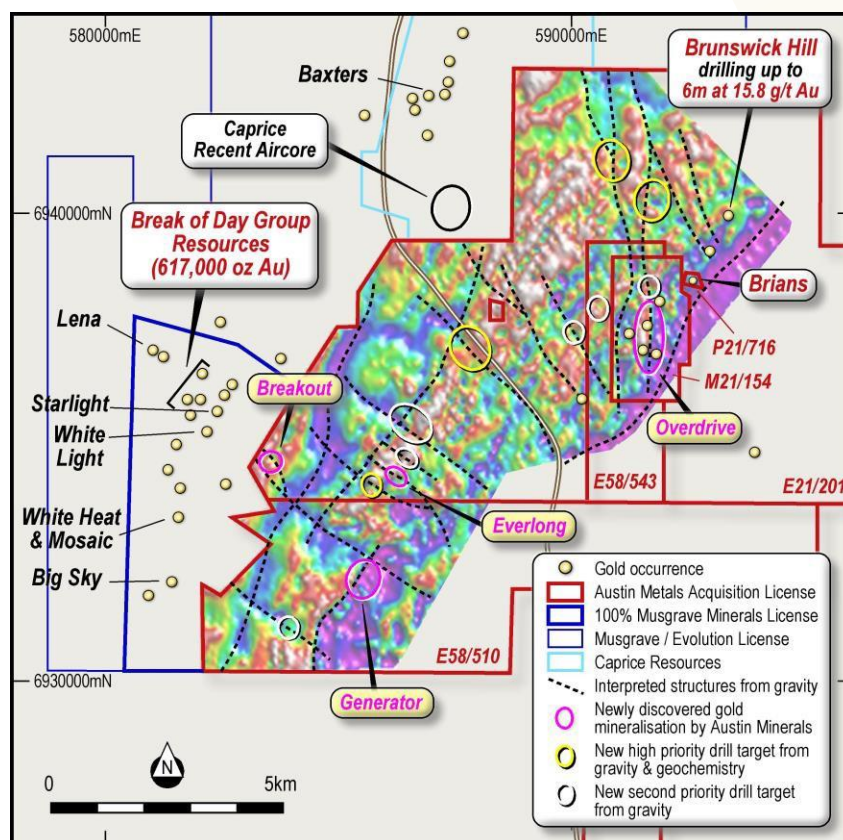 580000mE
590000mE
Baxters
Brunswick Hill
drilling up to
6m at 15.8 g/t Au
Caprice
Recent Aircore
6940000mN
Break of Day Group
Resources
(617,000 oz Au)
Brians
Lena
P21/716
Breakout
M21/154
Starlight
White
Light
Overdrive
E58/543
E21/201
White Heat
& Mosaic
Everlong
Big Sky
E58/510
6930000mN
Generator
Gold occurrence
Austin Metals Acquisition License
100% Musgrave Minerals License
Musgrave / Evolution License
Caprice Resources
Interpreted structures from gravity
Newly discovered gold
mineralisation by Austin Minerals
New high priority drill target from
gravity & geochemistry
New second priority drill target
from gravity
N
0
5km